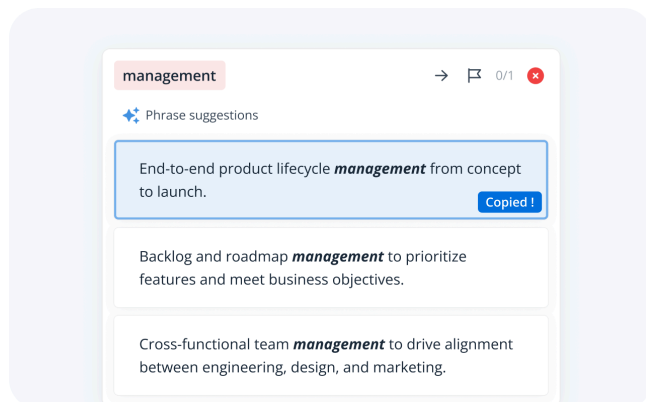 management 0/1
Phrase suggestions
End-to-end product lifecycle management from concept
to launch.
Copied !
Backlog and roadmap management to prioritize
features and meet business objectives.
Cross-functional team management to drive alignment
between engineering, design, and marketing.